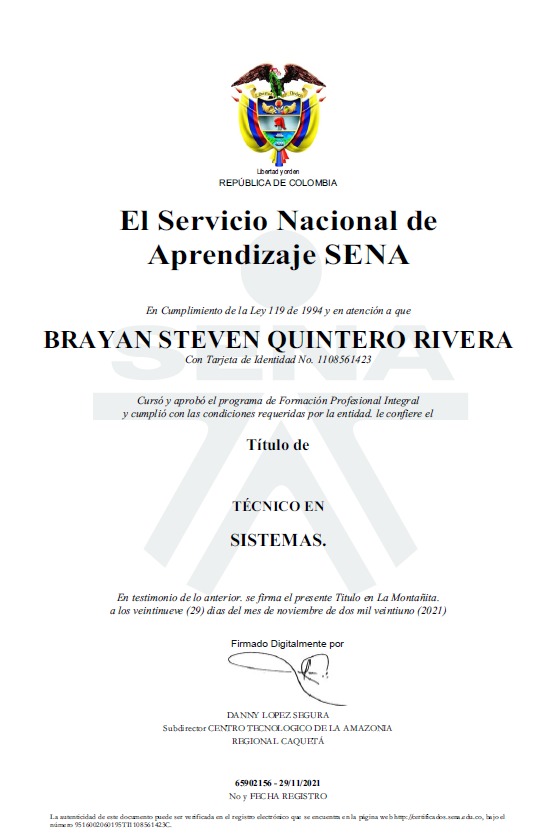 Libertad y orden
REPÚBLICA DE COLOMBIA
El Servicio Nacional de
Aprendizaje SENA
En Cumplimiento de la Ley 119 de 1994 y en atención a que
BRAYAN STEVEN QUINTERO RIVERA
Con Tarjeta de Identidad No. 1108561423
SENA
Cursó y aprobó el programa de Formación Profesional Integral
y cumplió con las condiciones requeridas por la entidad. le confiere el
Título de
TÉCNICO EN
SISTEMAS.
En testimonio de lo anterior. se firma el presente Titulo en La Montañita.
a los veintinueve (29) dias del mes de noviembre de dos mil veintiuno (2021)
Firmado Digitalmente por
DANNY LOPEZ SEGURA
Subdirector CENTRO TECNOLOGICO DE LA AMAZONIA
REGIONAL CAQUETÁ
65902156 - 29/11/2021
No y FECHA REGISTRO
La autenticidad de este documento puede ser verificada en el registro electrónico que se encuentra en la página web http://certificados.sena.edu.co, bajo el
número 9516002060195TI1108561423C.